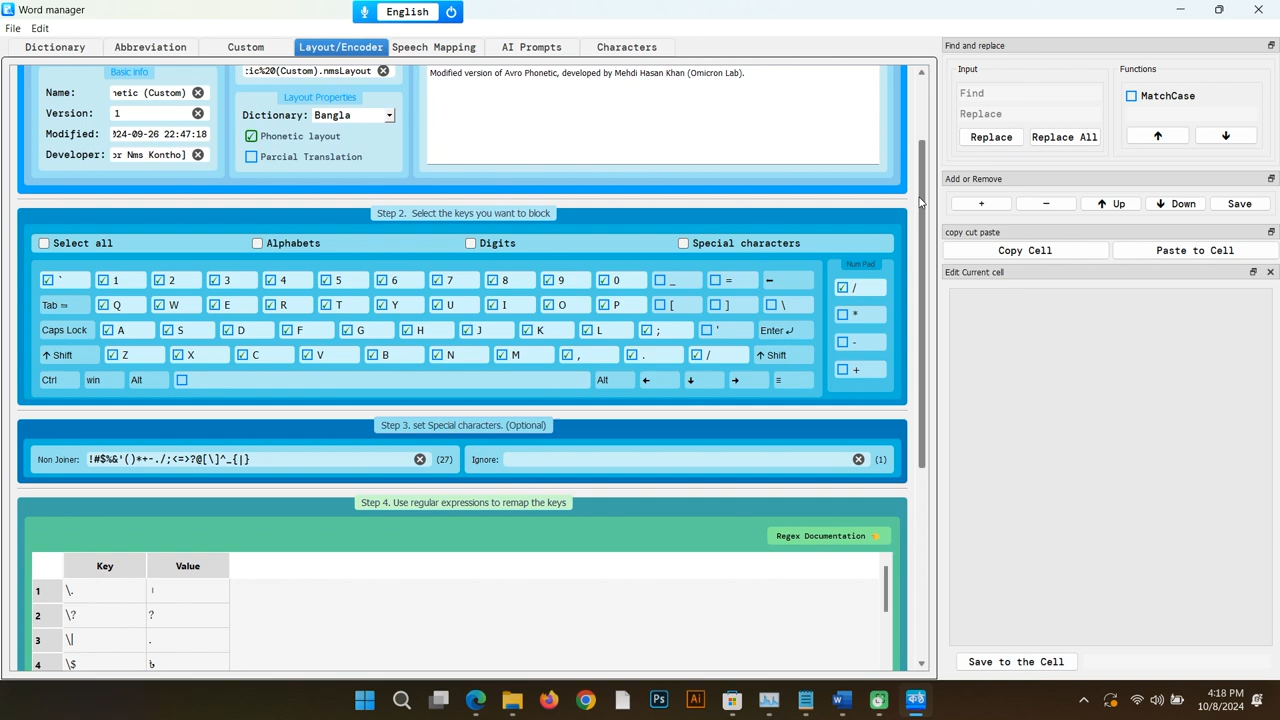 Word manager
English
File Edit
Dictionary Abbreviation Custom Layout/Encoder Speech Mapping AI Prompts Characters
Basic info
Name: netic (Custom)
Version: 1
Modified: 024-09-26 22:47:18
Developer: or Nms Kontho]
:ic%20(Custom).nmsLayout
Layout Properties
Dictionary: Bangla
Phonetic layout
Parcial Translation
Modified version of Avro Phonetic, developed by Mehdi Hasan Khan (Omicron Lab).
Step 2. Select the keys you want to block
Select all Alphabets Digits Special characters
` 1 2 3 4 5 6 7 8 9 0 _ = ←
Tab Q W E R T Y U I O P [ ] \
Caps Lock A S D F G H J K L ; ' Enter
↑ Shift Z X C V B N M , . / ↑ Shift
Ctrl win Alt Alt ← ↓ → ≡
Num Pad
/
*
-
+
Step 3. set Special characters. (Optional)
Non Joiner: !#$%&'()*+-./;<=>?@[\]^_{|} (27) Ignore: (1)
Step 4. Use regular expressions to remap the keys
Regex Documentation
Key Value
1 \. ।
2 \? ?
3 \| .
4 \$ ৳
Find and replace
Input
Find
Replace
Replace Replace All
Functions
MatchCase
↑ ↓
Add or Remove
+ − ↑ Up ↓ Down Save
copy cut paste
Copy Cell Paste to Cell
Edit Current cell
Save to the Cell
4:18 PM
10/8/2024